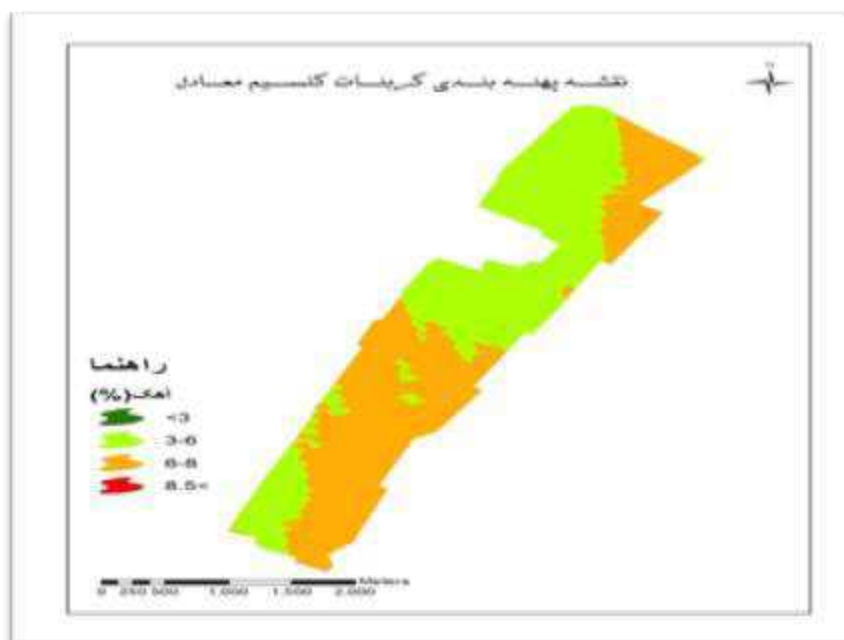 نقشه پهنه بندی کربنات کلسیم معادل
راهنما
آهک(%)
<3
3-6
6-8
8.5<
0 250 500 1.000 1.500 2.000 Meters